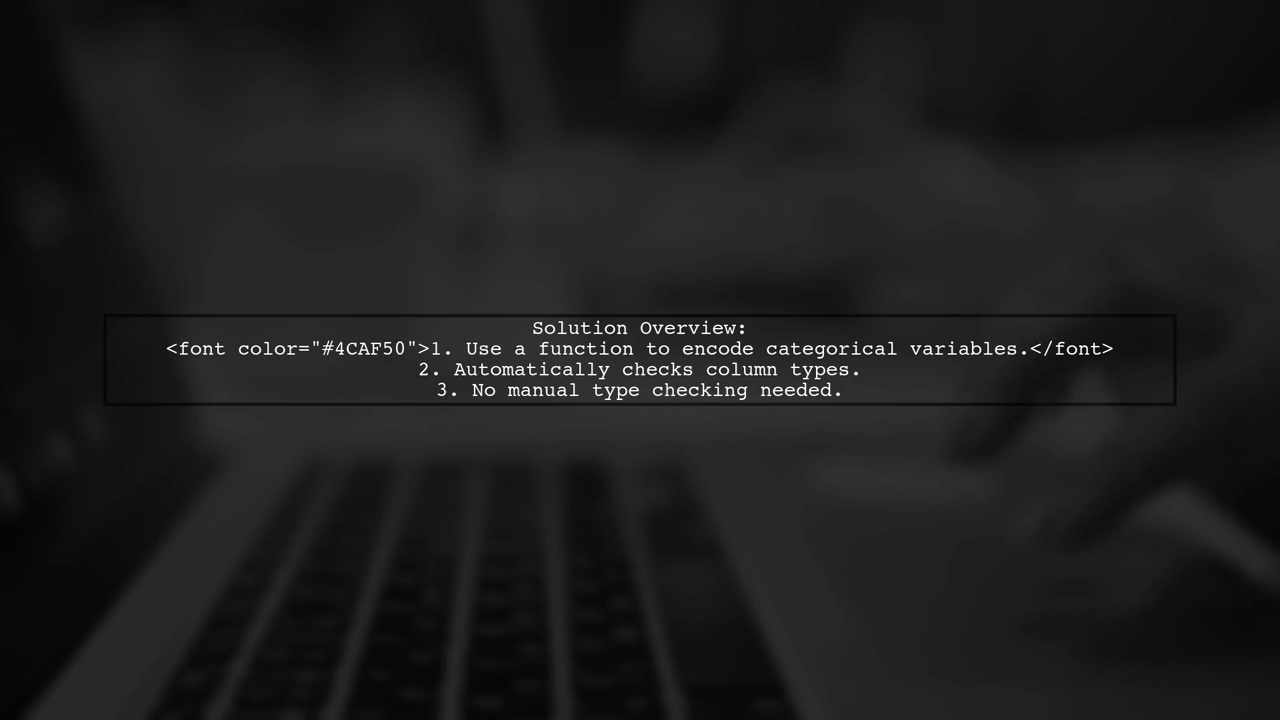 Solution Overview:
<font color="#4CAF50">1. Use a function to encode categorical variables.</font>
2. Automatically checks column types.
3. No manual type checking needed.